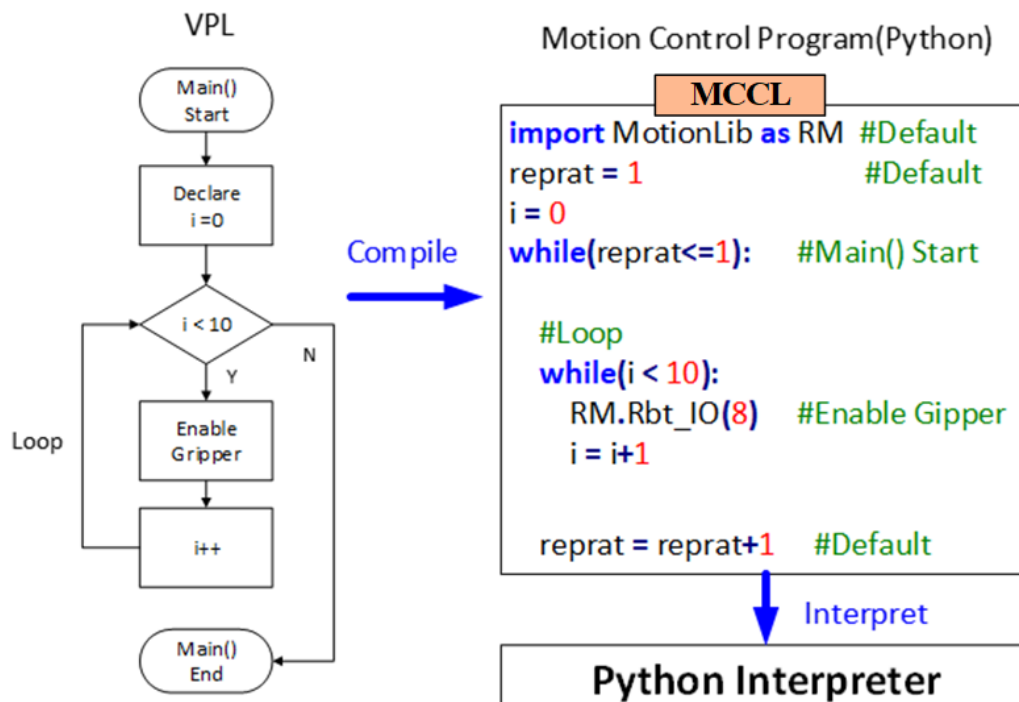 VPL
Main()
Start
Declare
i =0
i < 10
N
Y
Loop
Enable
Gripper
i++
Main()
End
Compile
Motion Control Program(Python)
MCCL
import MotionLib as RM #Default
reprat = 1 #Default
i = 0
while(reprat<=1): #Main() Start
#Loop
while(i < 10):
RM.Rbt_IO(8) #Enable Gipper
i = i+1
reprat = reprat+1 #Default
Interpret
Python Interpreter